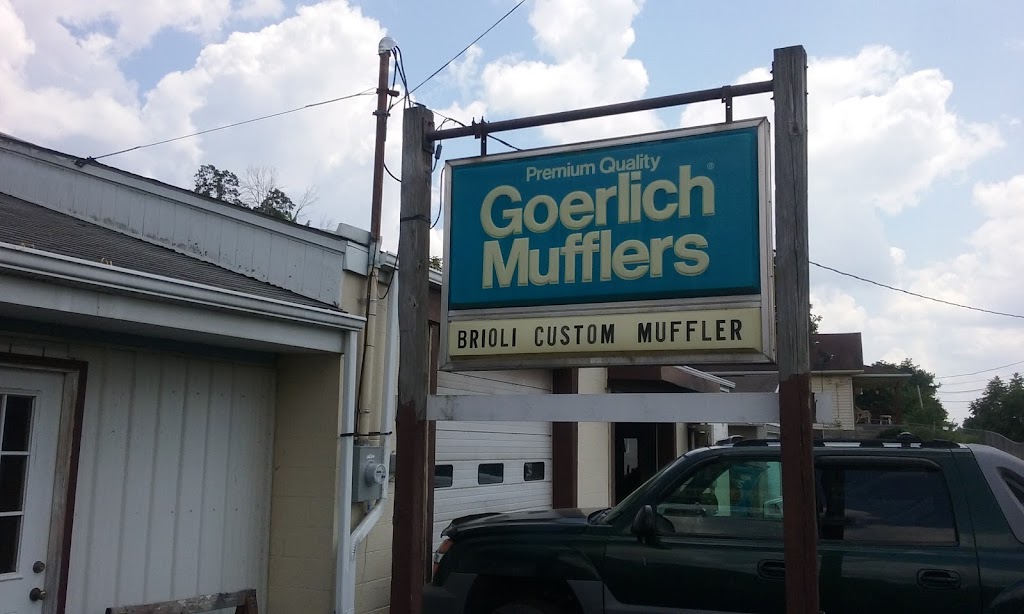 Premium Quality
Goerlich®
Mufflers
BRIOLI CUSTOM MUFFLER